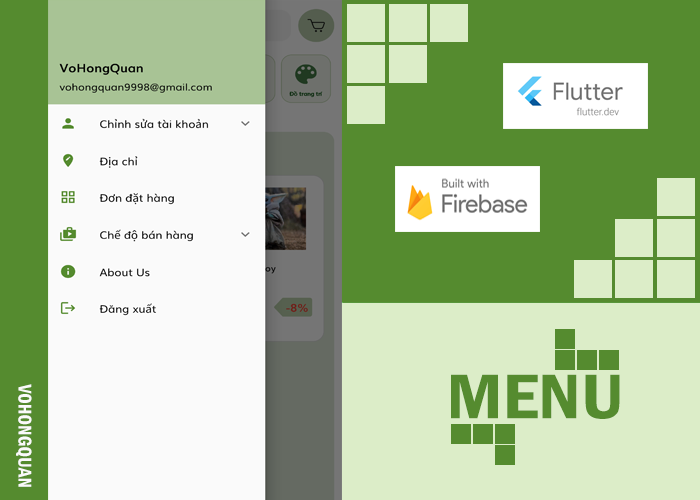 VoHongQuan
vohongquan9998@gmail.com
Chỉnh sửa tài khoản
Địa chỉ
Đơn đặt hàng
Chế độ bán hàng
About Us
Đăng xuất
Đồ trang trí
oy
-8%
VOHONGQUAN
Flutter
flutter.dev
Built with
Firebase
MENU